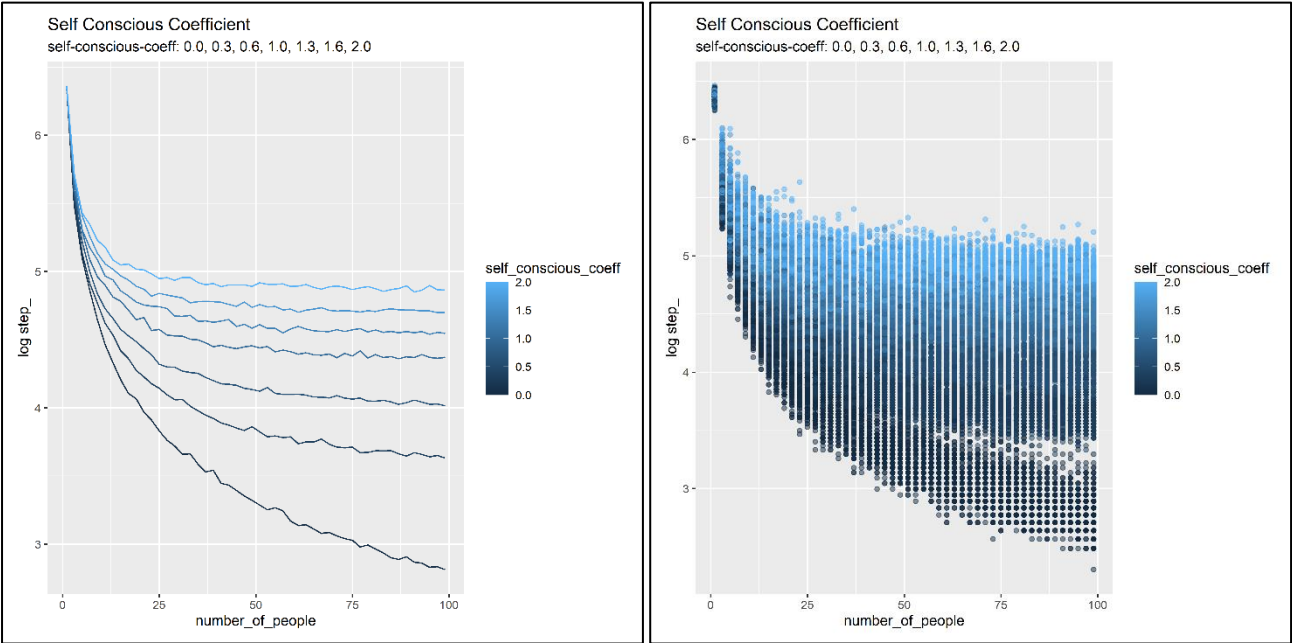 Self Conscious Coefficient
self-conscious-coeff: 0.0, 0.3, 0.6, 1.0, 1.3, 1.6, 2.0
6
5
4
3
log step_
0 25 50 75 100
number_of_people
self_conscious_coeff
2.0
1.5
1.0
0.5
0.0
Self Conscious Coefficient
self-conscious-coeff: 0.0, 0.3, 0.6, 1.0, 1.3, 1.6, 2.0
6
5
4
3
log step_
0 25 50 75 100
number_of_people
self_conscious_coeff
2.0
1.5
1.0
0.5
0.0